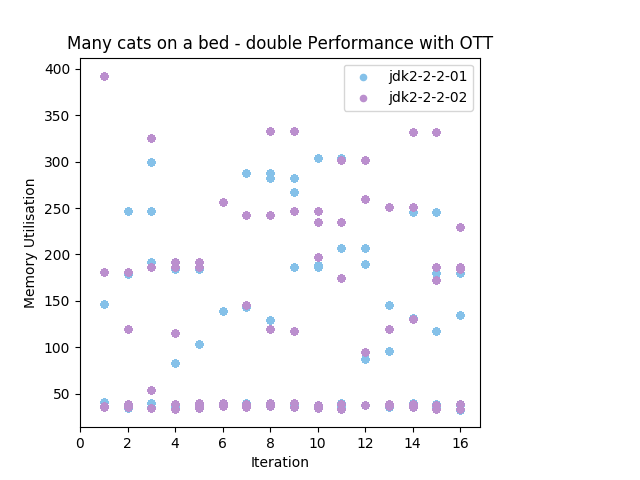 Many cats on a bed - double Performance with OTT
jdk2-2-2-01
jdk2-2-2-02
400
350
300
250
200
150
100
50
Memory Utilisation
0 2 4 6 8 10 12 14 16
Iteration